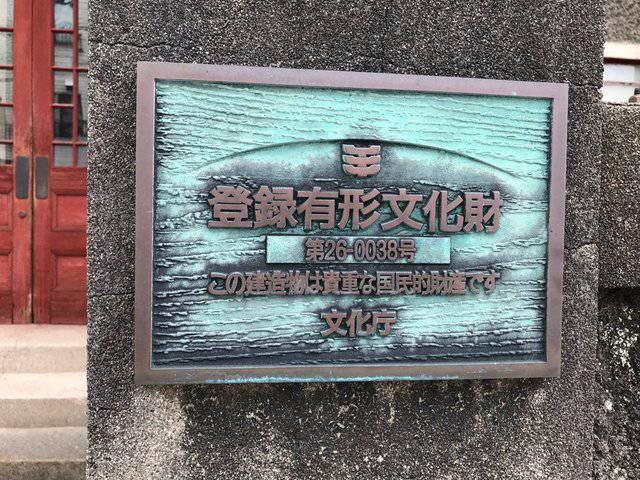 登録有形文化財
第26-0038号
この建造物は貴重な国民的財産です
文化庁